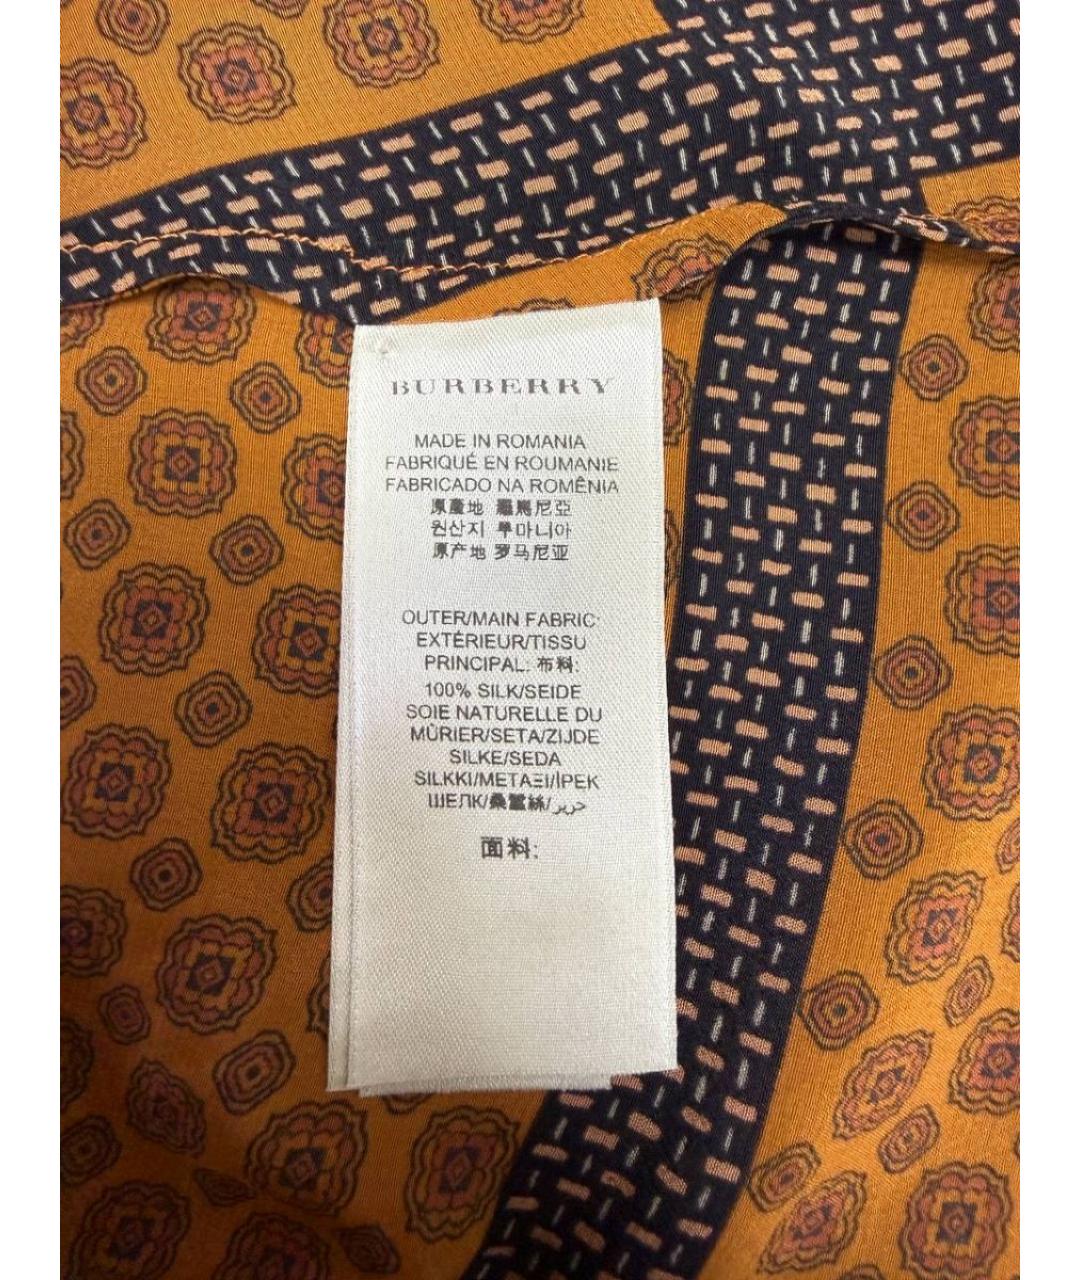 BURBERRY
MADE IN ROMANIA
FABRIQUÉ EN ROUMANIE
FABRICADO NA ROMÊNIA
原產地 羅馬尼亞
원산지 루마니아
原产地 罗马尼亚
OUTER/MAIN FABRIC:
EXTÉRIEUR/TISSU
PRINCIPAL: 布料:
100% SILK/SEIDE
SOIE NATURELLE DU
MÛRIER/SETA/ZIJDE
SILKE/SEDA
SILKKI/ΜΕΤΑΞΙ/İPEK
ШЕЛК/桑蠶絲/حرير
面料: